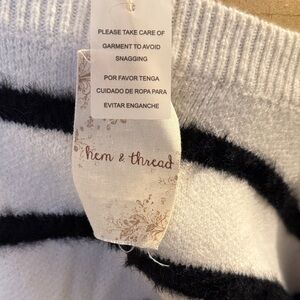 PLEASE TAKE CARE OF
GARMENT TO AVOID
SNAGGING
POR FAVOR TENGA
CUIDADO DE ROPA PARA
EVITAR ENGANCHE
hem & thread